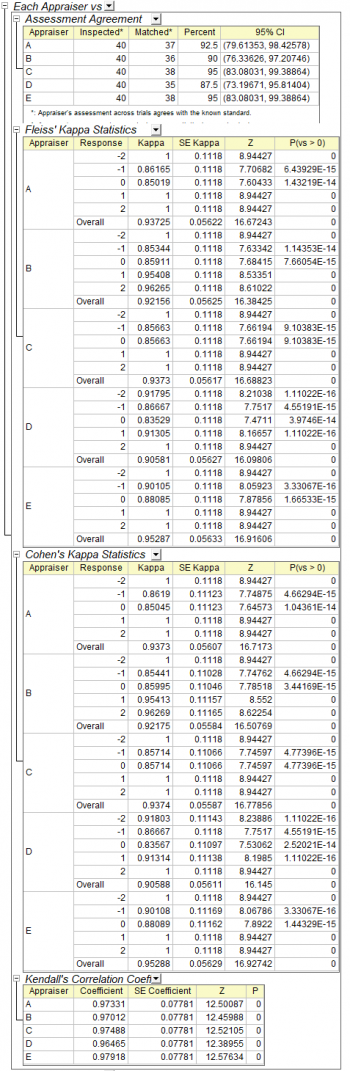 Each Appraiser vs
Assessment Agreement
Appraiser Inspected* Matched* Percent 95% CI
A 40 37 92.5 (79.61353, 98.42578)
B 40 36 90 (76.33626, 97.20746)
C 40 38 95 (83.08031, 99.38864)
D 40 35 87.5 (73.19671, 95.81404)
E 40 38 95 (83.08031, 99.38864)
*: Appraiser's assessment across trials agrees with the known standard.
Fleiss' Kappa Statistics
Appraiser Response Kappa SE Kappa Z P(vs > 0)
-2 1 0.1118 8.94427 0
-1 0.86165 0.1118 7.70682 6.43929E-15
A 0 0.85019 0.1118 7.60433 1.43219E-14
1 1 0.1118 8.94427 0
2 1 0.1118 8.94427 0
Overall 0.93725 0.05622 16.67243 0
-2 1 0.1118 8.94427 0
-1 0.85344 0.1118 7.63342 1.14353E-14
B 0 0.85911 0.1118 7.68415 7.66054E-15
1 0.95408 0.1118 8.53351 0
2 0.96265 0.1118 8.61022 0
Overall 0.92156 0.05625 16.38425 0
-2 1 0.1118 8.94427 0
-1 0.85663 0.1118 7.66194 9.10383E-15
C 0 0.85663 0.1118 7.66194 9.10383E-15
1 1 0.1118 8.94427 0
2 1 0.1118 8.94427 0
Overall 0.9373 0.05617 16.68823 0
-2 0.91795 0.1118 8.21038 1.11022E-16
-1 0.86667 0.1118 7.7517 4.55191E-15
D 0 0.83529 0.1118 7.4711 3.9746E-14
1 0.91305 0.1118 8.16657 1.11022E-16
2 1 0.1118 8.94427 0
Overall 0.90581 0.05627 16.09806 0
-2 1 0.1118 8.94427 0
-1 0.90105 0.1118 8.05923 3.33067E-16
E 0 0.88085 0.1118 7.87856 1.66533E-15
1 1 0.1118 8.94427 0
2 1 0.1118 8.94427 0
Overall 0.95287 0.05633 16.91606 0
Cohen's Kappa Statistics
Appraiser Response Kappa SE Kappa Z P(vs > 0)
-2 1 0.1118 8.94427 0
-1 0.8619 0.11123 7.74875 4.66294E-15
A 0 0.85045 0.11123 7.64573 1.04361E-14
1 1 0.1118 8.94427 0
2 1 0.1118 8.94427 0
Overall 0.9373 0.05607 16.7173 0
-2 1 0.1118 8.94427 0
-1 0.85441 0.11028 7.74762 4.66294E-15
B 0 0.85995 0.11046 7.78518 3.44169E-15
1 0.95413 0.11157 8.552 0
2 0.96269 0.11165 8.62254 0
Overall 0.92175 0.05584 16.50769 0
-2 1 0.1118 8.94427 0
-1 0.85714 0.11066 7.74597 4.77396E-15
C 0 0.85714 0.11066 7.74597 4.77396E-15
1 1 0.1118 8.94427 0
2 1 0.1118 8.94427 0
Overall 0.9374 0.05587 16.77856 0
-2 0.91803 0.11143 8.23886 1.11022E-16
-1 0.86667 0.1118 7.7517 4.55191E-15
D 0 0.83567 0.11097 7.53062 2.52021E-14
1 0.91314 0.11138 8.1985 1.11022E-16
2 1 0.1118 8.94427 0
Overall 0.90588 0.05611 16.145 0
-2 1 0.1118 8.94427 0
-1 0.90108 0.11169 8.06786 3.33067E-16
E 0 0.88089 0.11162 7.8922 1.44329E-15
1 1 0.1118 8.94427 0
2 1 0.1118 8.94427 0
Overall 0.95288 0.05629 16.92742 0
Kendall's Correlation Coefi
Appraiser Coefficient SE Coefficient Z P
A 0.97331 0.07781 12.50087 0
B 0.97012 0.07781 12.45988 0
C 0.97488 0.07781 12.52105 0
D 0.96465 0.07781 12.38955 0
E 0.97918 0.07781 12.57634 0